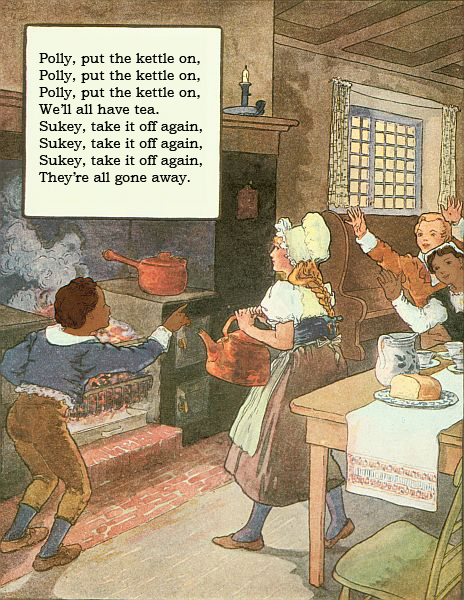 Polly, put the kettle on,
Polly, put the kettle on,
Polly, put the kettle on,
We'll all have tea.
Sukey, take it off again,
Sukey, take it off again,
Sukey, take it off again,
They're all gone away.